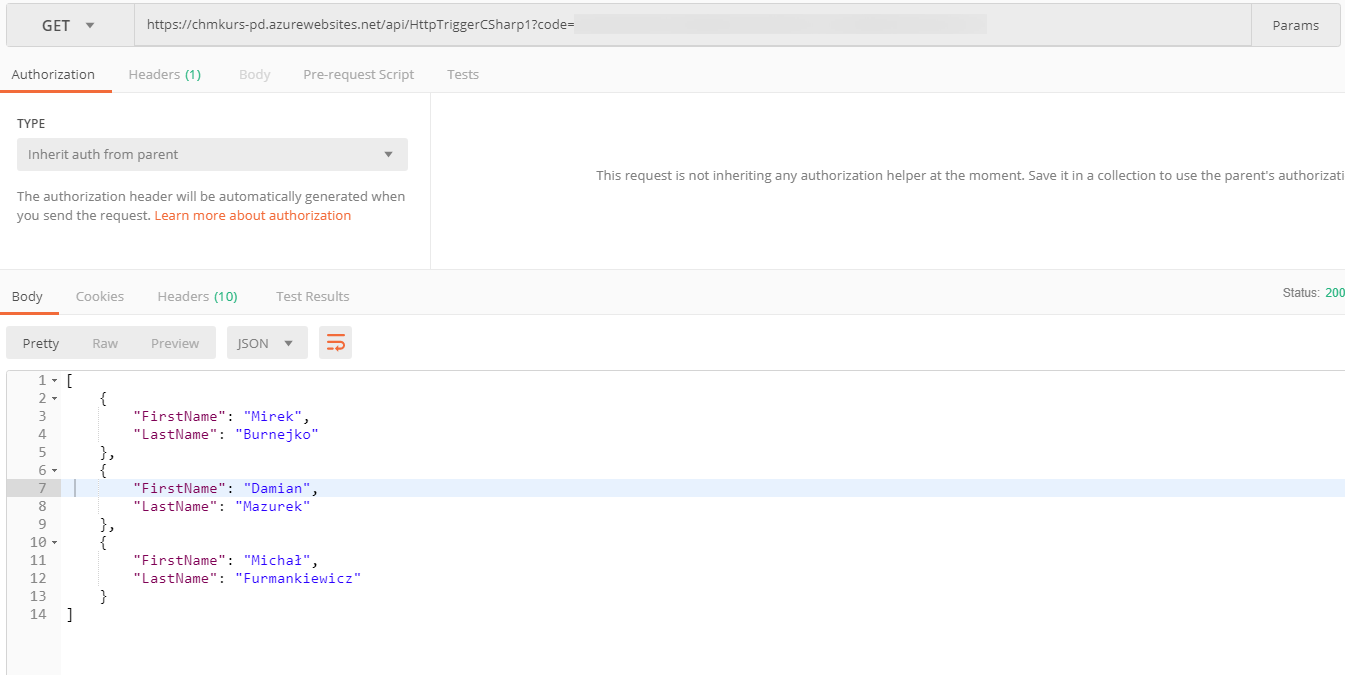 GET https://chmkurs-pd.azurewebsites.net/api/HttpTriggerCSharp1?code= Params
Authorization Headers (1) Body Pre-request Script Tests
TYPE
Inherit auth from parent
The authorization header will be automatically generated when
you send the request. Learn more about authorization
This request is not inheriting any authorization helper at the moment. Save it in a collection to use the parent's authorizati
Body Cookies Headers (10) Test Results Status: 200
Pretty Raw Preview JSON
1 [
2 {
3 "FirstName": "Mirek",
4 "LastName": "Burnejko"
5 },
6 {
7 "FirstName": "Damian",
8 "LastName": "Mazurek"
9 },
10 {
11 "FirstName": "Michał",
12 "LastName": "Furmankiewicz"
13 }
14 ]